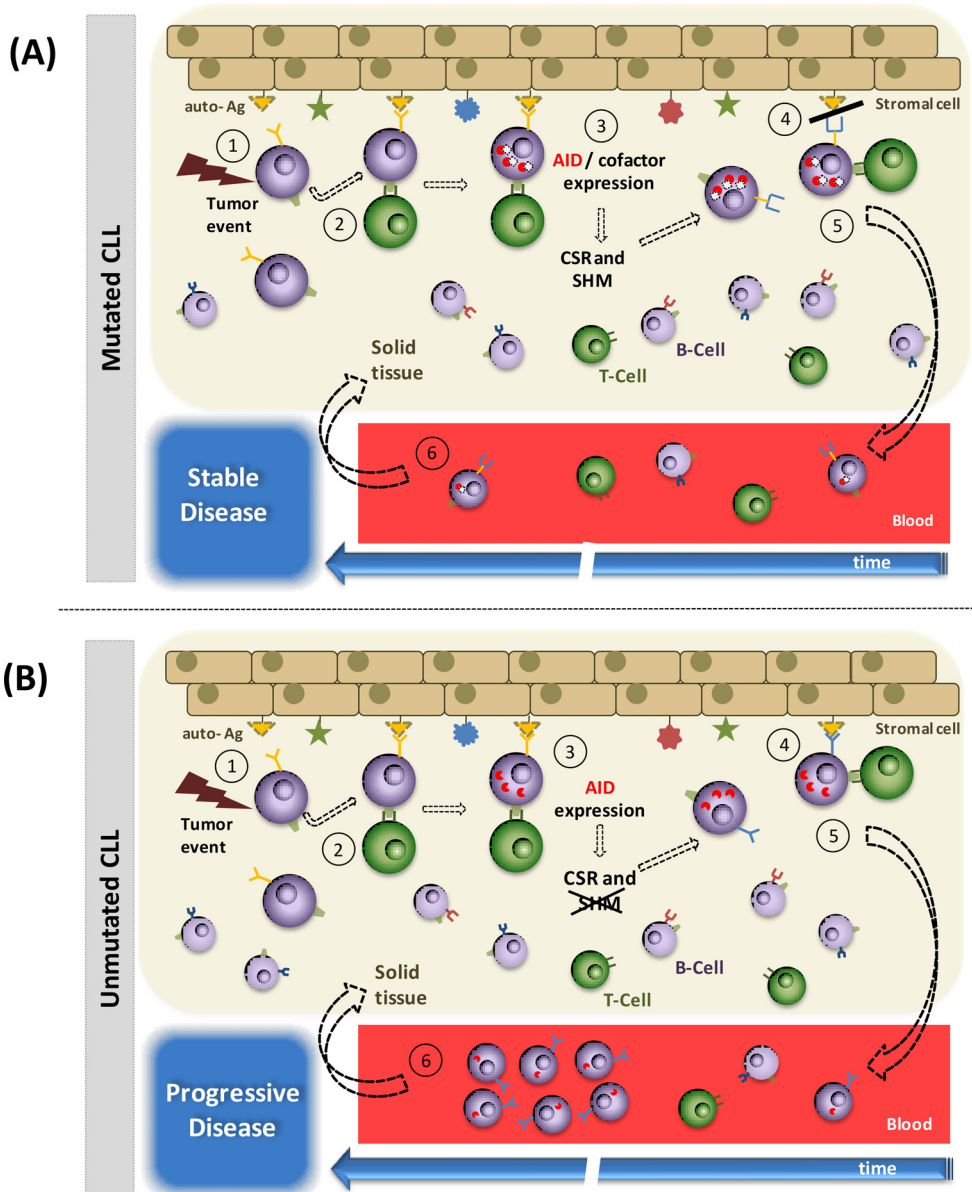 (A)
Mutated CLL
auto-Ag
Stromal cell
1
Tumor
event
2
3
AID / cofactor
expression
CSR and
SHM
4
5
Solid
tissue
T-Cell
B-Cell
6
Blood
Stable
Disease
time
(B)
Unmutated CLL
auto-Ag
Stromal cell
1
Tumor
event
2
3
AID
expression
CSR and
SHM
4
5
Solid
tissue
T-Cell
B-Cell
6
Blood
Progressive
Disease
time